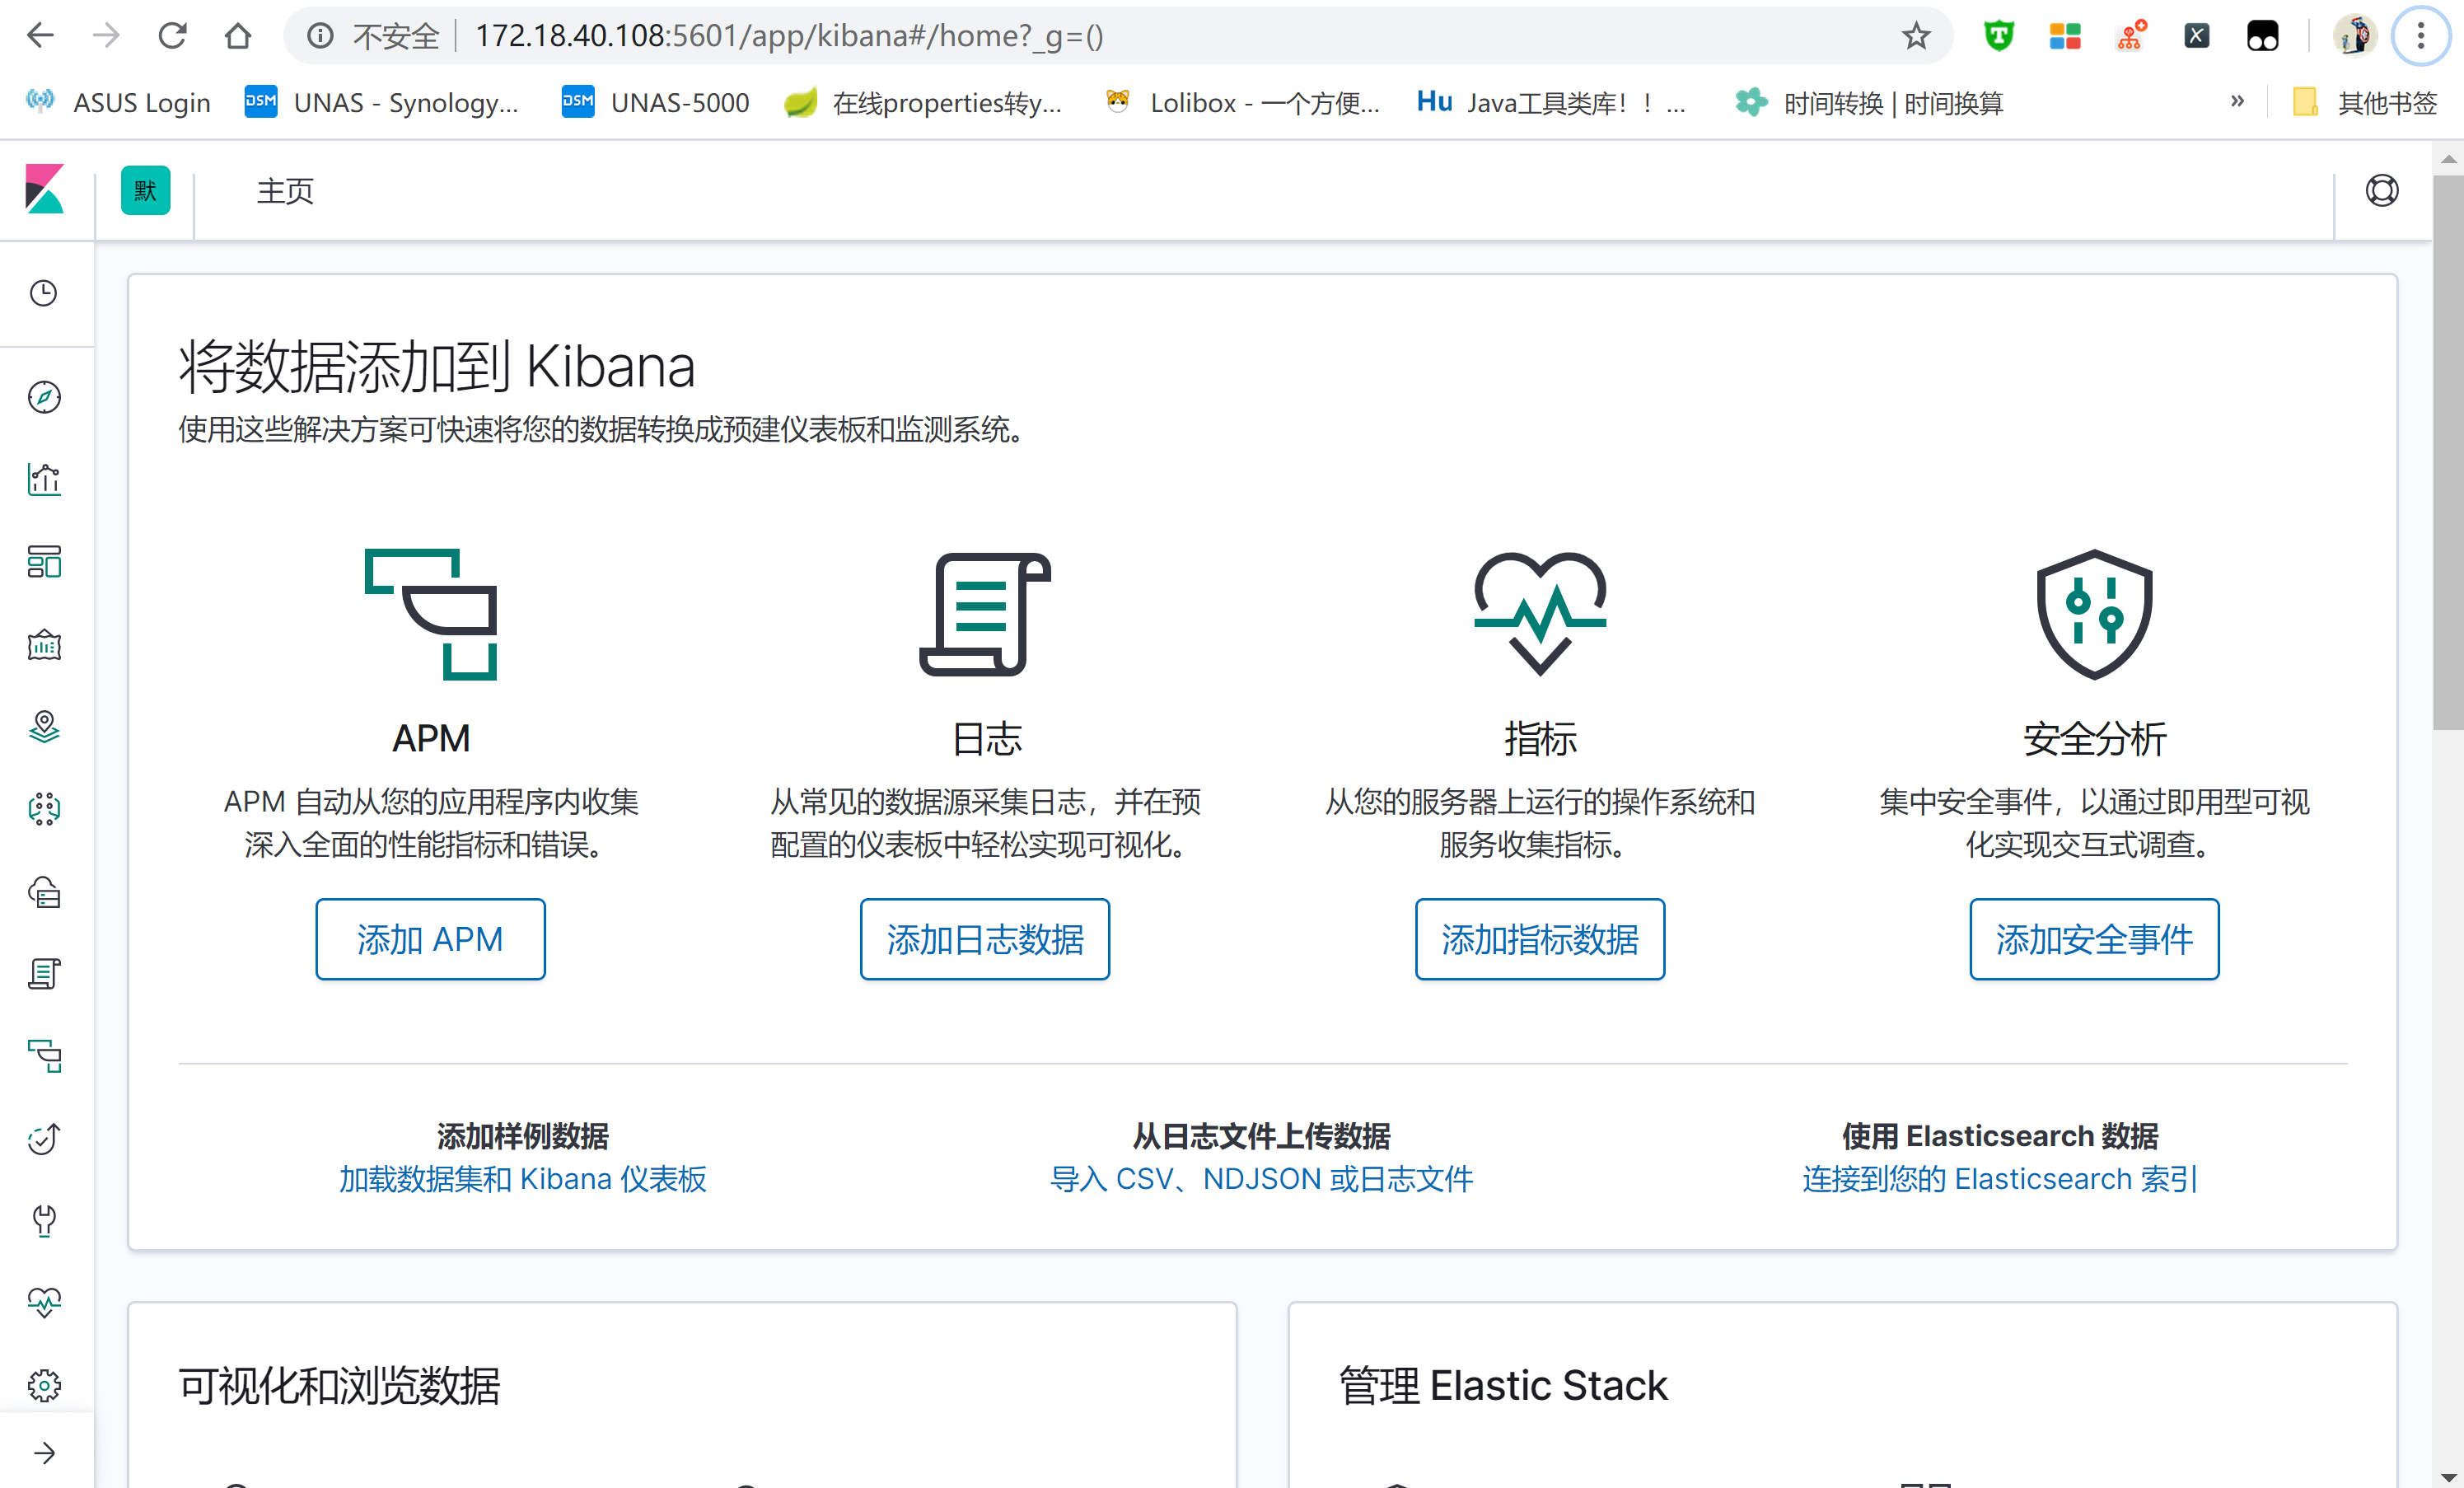 不安全 172.18.40.108:5601/app/kibana#/home?_g=()
ASUS Login DSM UNAS - Synology... DSM UNAS-5000 在线properties转y... Lolibox - 一个方便... Hu Java工具类库！！... 时间转换 | 时间换算 » 其他书签
默 主页
将数据添加到 Kibana
使用这些解决方案可快速将您的数据转换成预建仪表板和监测系统。
APM
APM 自动从您的应用程序内收集
深入全面的性能指标和错误。
添加 APM
日志
从常见的数据源采集日志，并在预
配置的仪表板中轻松实现可视化。
添加日志数据
指标
从您的服务器上运行的操作系统和
服务收集指标。
添加指标数据
安全分析
集中安全事件，以通过即用型可视
化实现交互式调查。
添加安全事件
添加样例数据
加载数据集和 Kibana 仪表板
从日志文件上传数据
导入 CSV、NDJSON 或日志文件
使用 Elasticsearch 数据
连接到您的 Elasticsearch 索引
可视化和浏览数据
管理 Elastic Stack